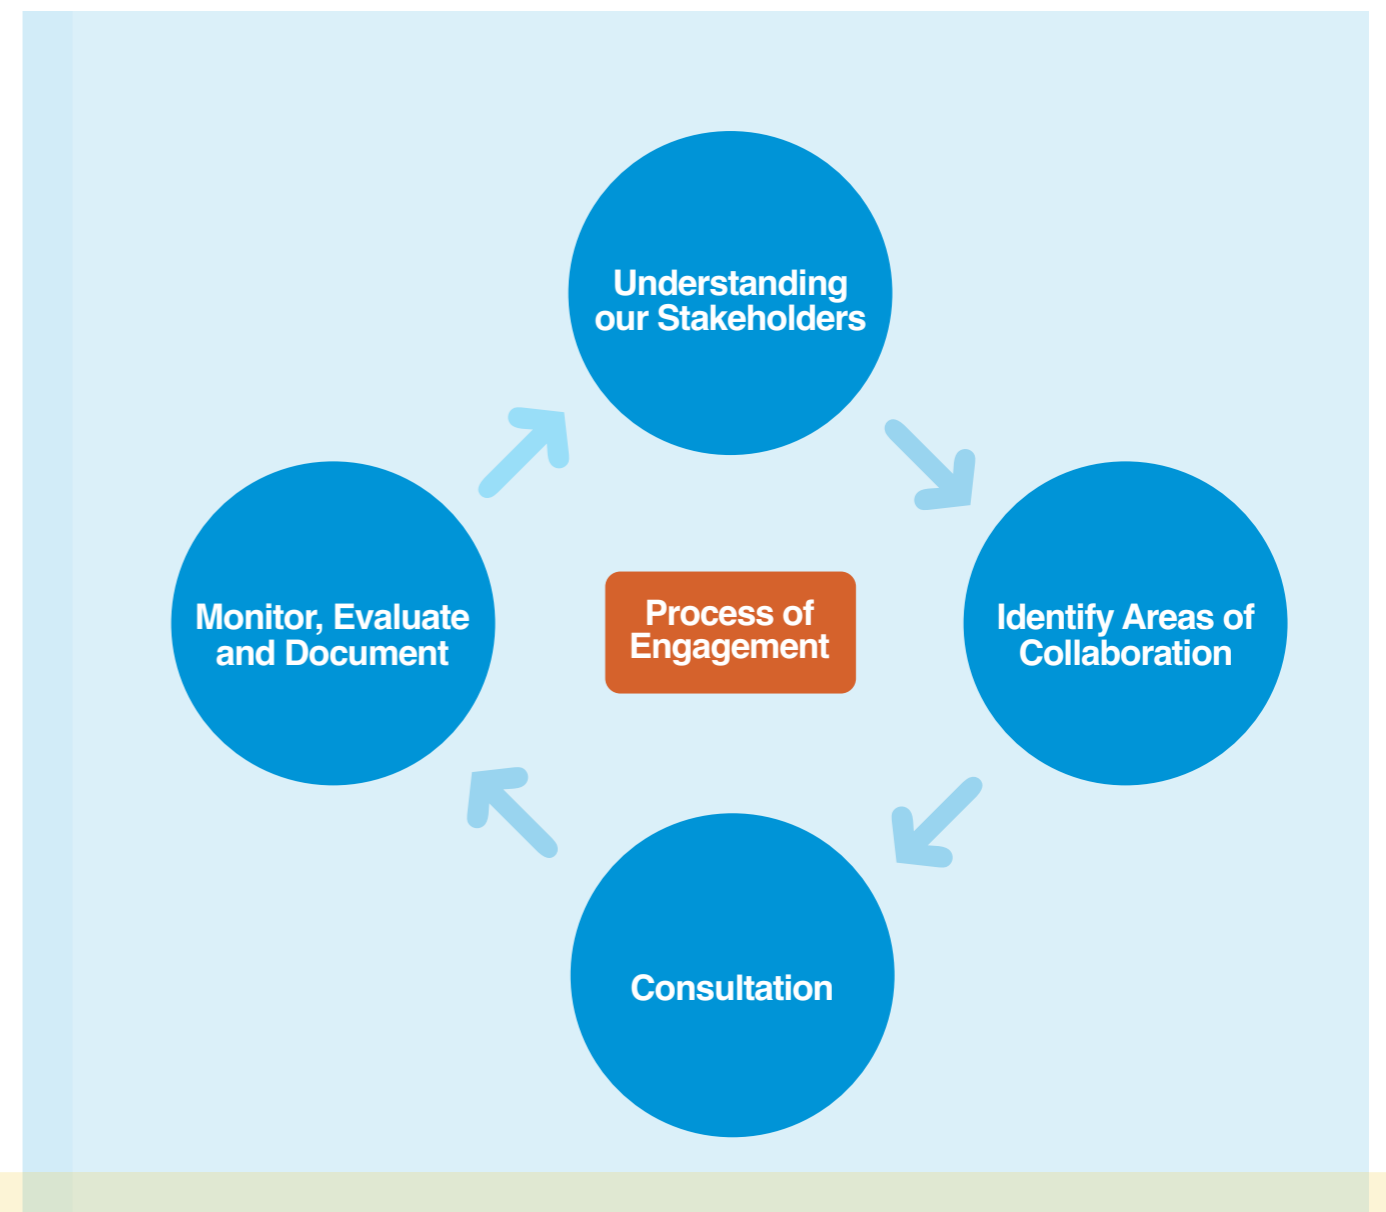 Understanding
our Stakeholders
Monitor, Evaluate
and Document
Process of
Engagement
Identify Areas of
Collaboration
Consultation